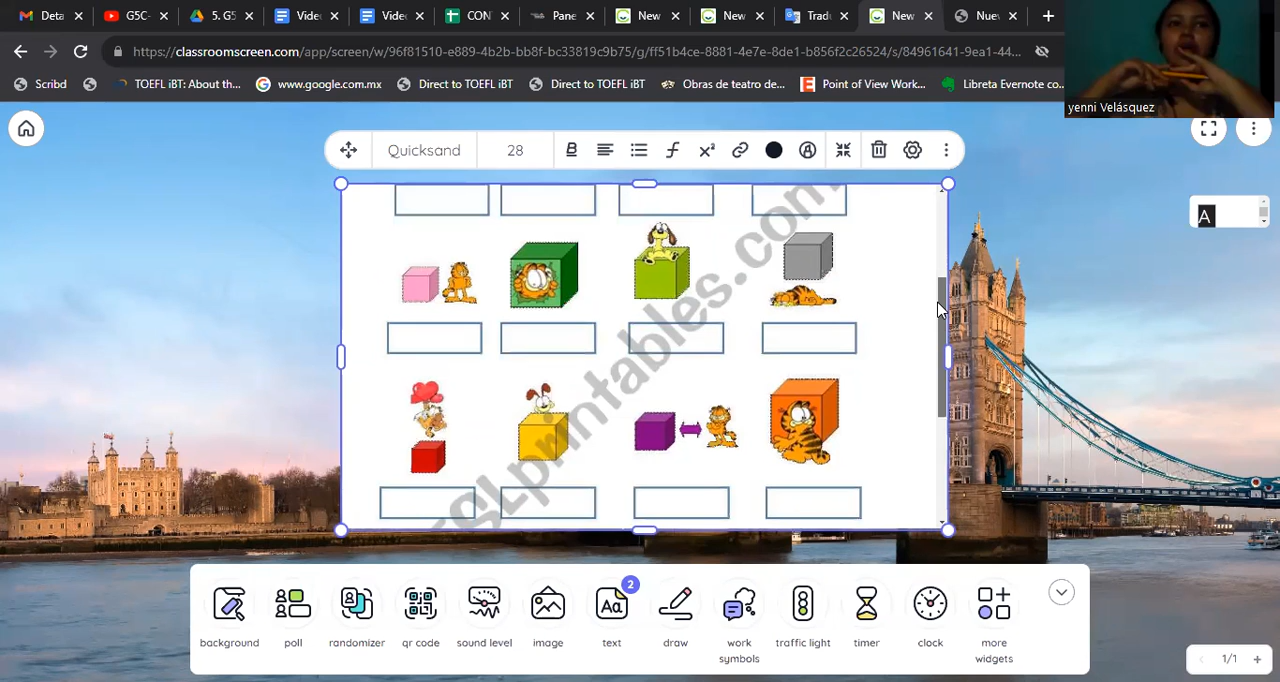 Deta
G5C-
5. G5
Vide
Vide
CON
Pane
New
New
Trad
New
Nue
https://classroomscreen.com/app/screen/w/96f81510-e889-4b2b-bb8f-bc33819c9b75/g/ff51b4ce-8881-4e7e-8de1-b856f2c26524/s/84961641-9ea1-44...
Scribd
TOEFL iBT: About th...
www.google.com.mx
Direct to TOEFL iBT
Direct to TOEFL iBT
Obras de teatro de...
Point of View Work...
Libreta Evernote co...
yenni Velásquez
Quicksand
28
A
ESLprintables.com
background
poll
randomizer
qr code
sound level
image
2
text
draw
work
symbols
traffic light
timer
clock
more
widgets
1/1